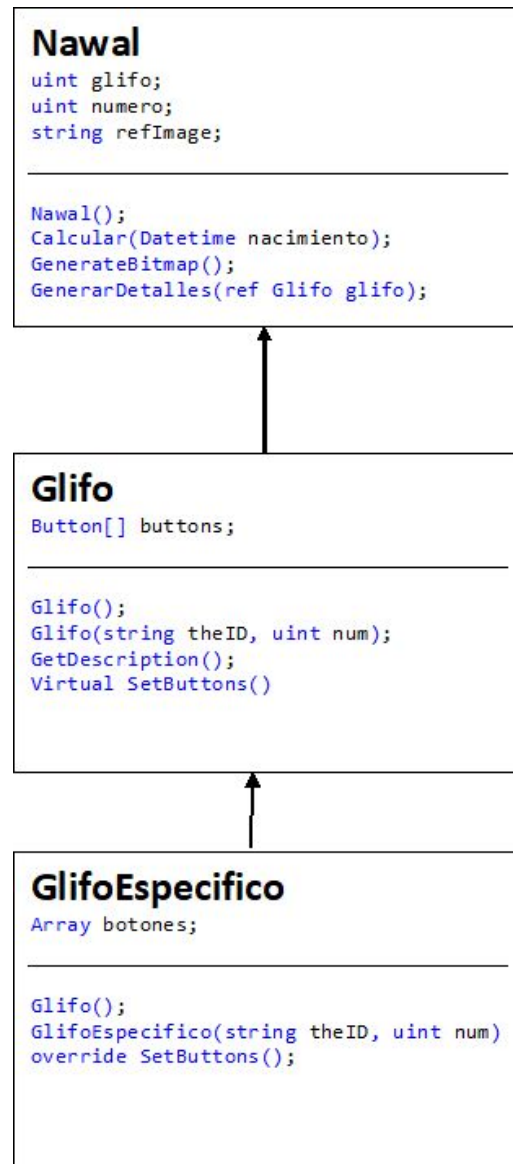 Nawal
uint glifo;
uint numero;
string refImage;
Nawal();
Calcular(Datetime nacimiento);
GenerateBitmap();
GenerarDetalles(ref Glifo glifo);
Glifo
Button[] buttons;
Glifo();
Glifo(string theID, uint num);
GetDescription();
Virtual SetButtons()
GlifoEspecifico
Array botones;
Glifo();
GlifoEspecifico(string theID, uint num)
override SetButtons();